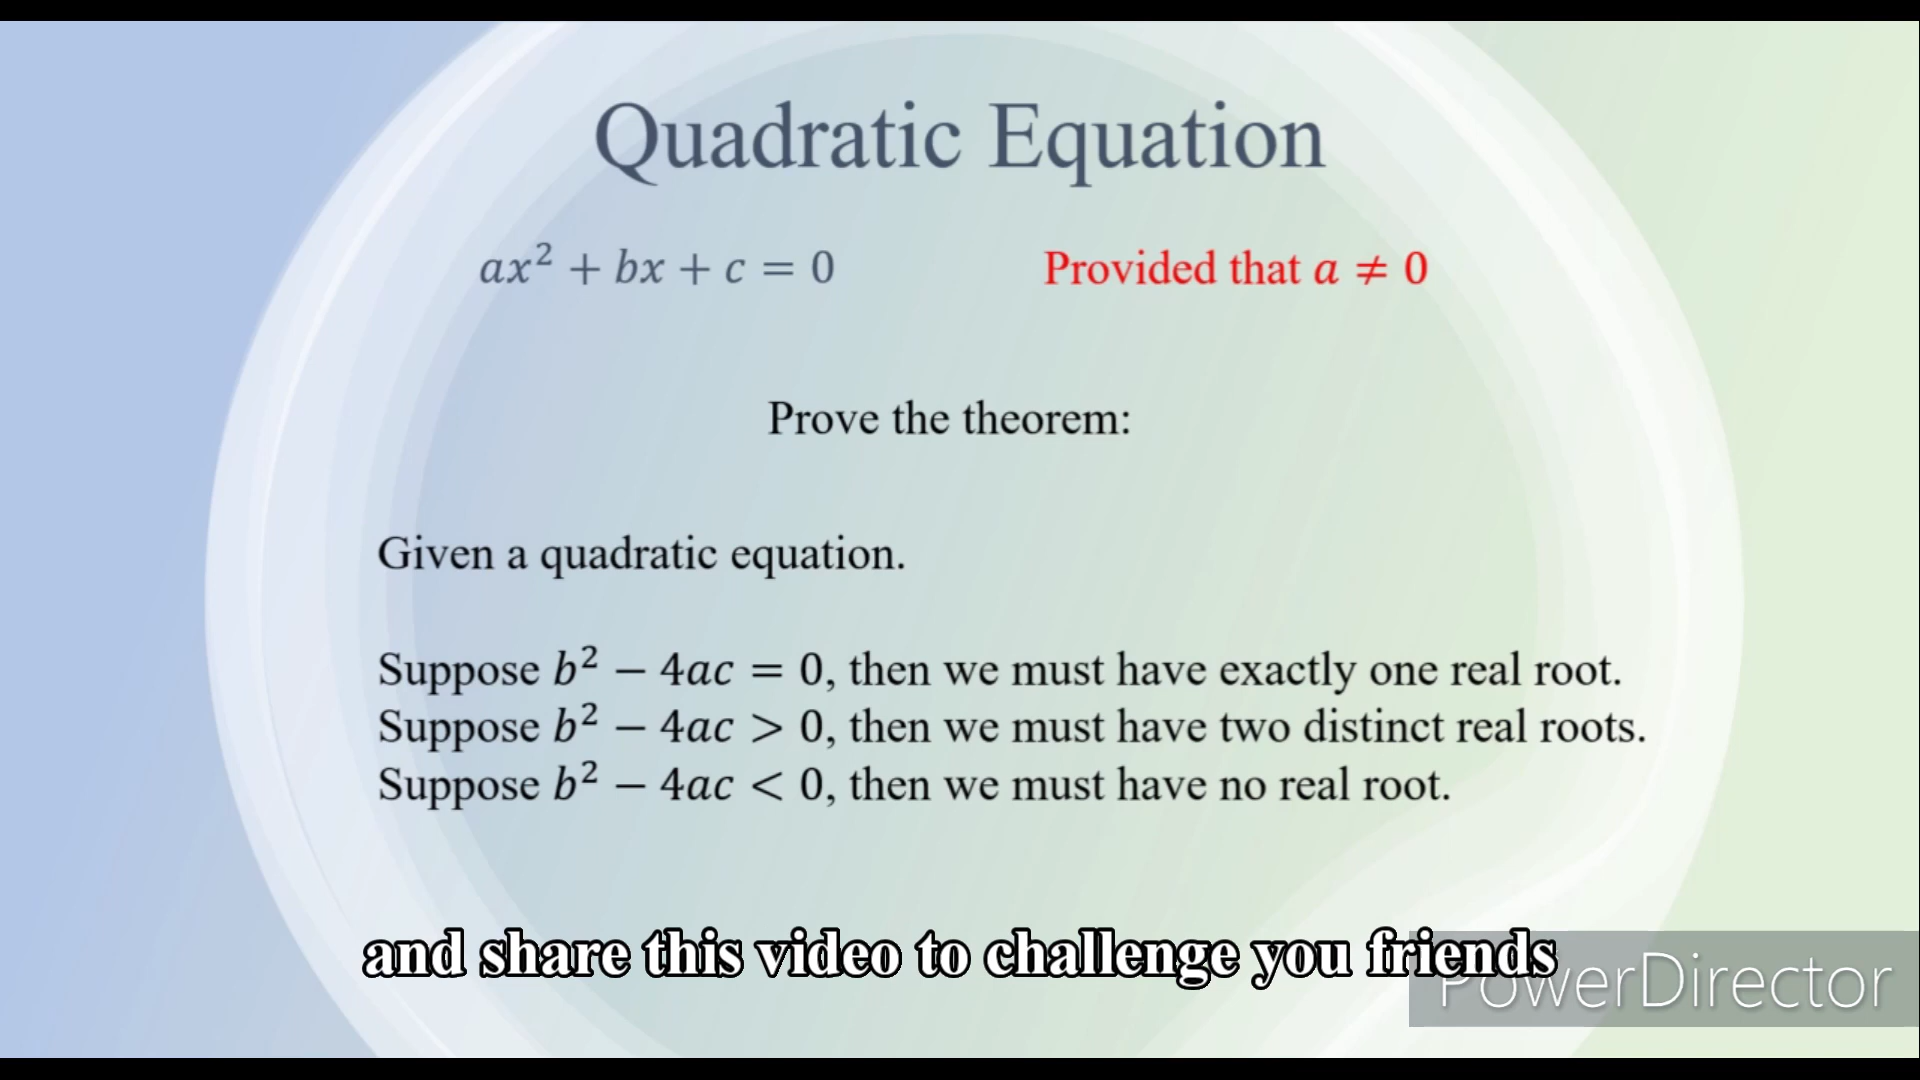 Quadratic Equation
𝑎𝑥² + 𝑏𝑥 + 𝑐 = 0 Provided that 𝑎 ≠ 0
Prove the theorem:
Given a quadratic equation.
Suppose 𝑏² − 4𝑎𝑐 = 0, then we must have exactly one real root.
Suppose 𝑏² − 4𝑎𝑐 > 0, then we must have two distinct real roots.
Suppose 𝑏² − 4𝑎𝑐 < 0, then we must have no real root.
and share this video to challenge you friends
PowerDirector